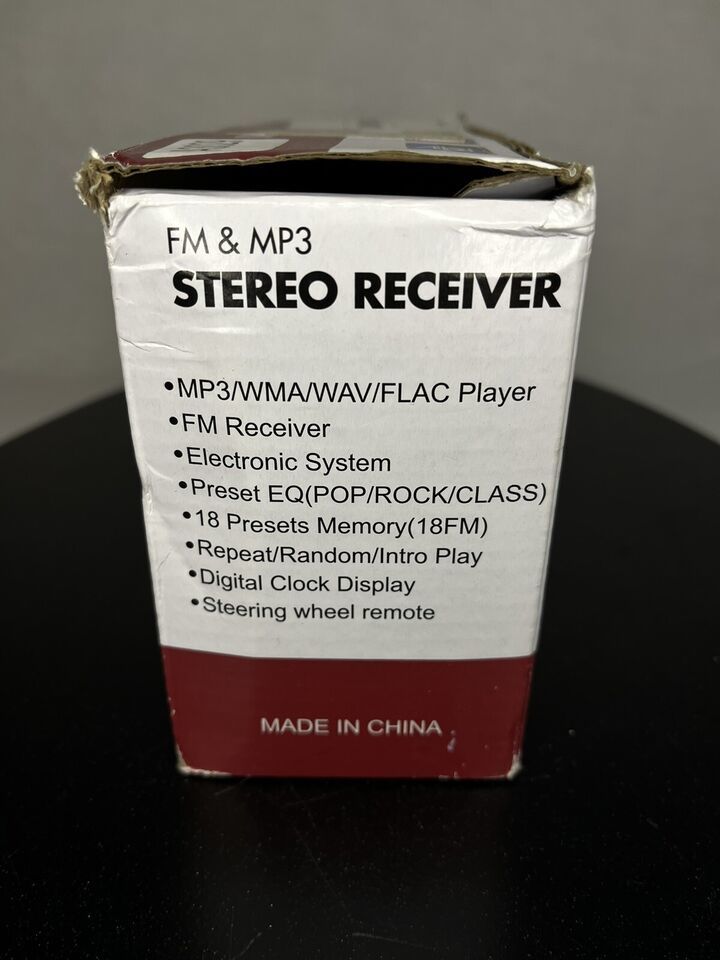 FM & MP3
STEREO RECEIVER
•MP3/WMA/WAV/FLAC Player
•FM Receiver
•Electronic System
•Preset EQ(POP/ROCK/CLASS)
•18 Presets Memory(18FM)
•Repeat/Random/Intro Play
•Digital Clock Display
•Steering wheel remote
MADE IN CHINA